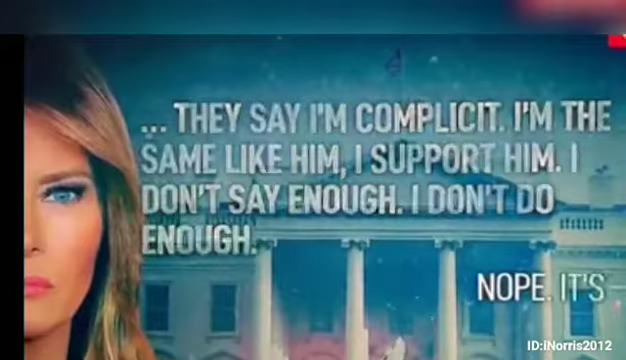 ... THEY SAY I'M COMPLICIT. I'M THE
SAME LIKE HIM, I SUPPORT HIM. I
DON'T SAY ENOUGH. I DON'T DO
ENOUGH.
NOPE. IT'S
ID:iNorris2012